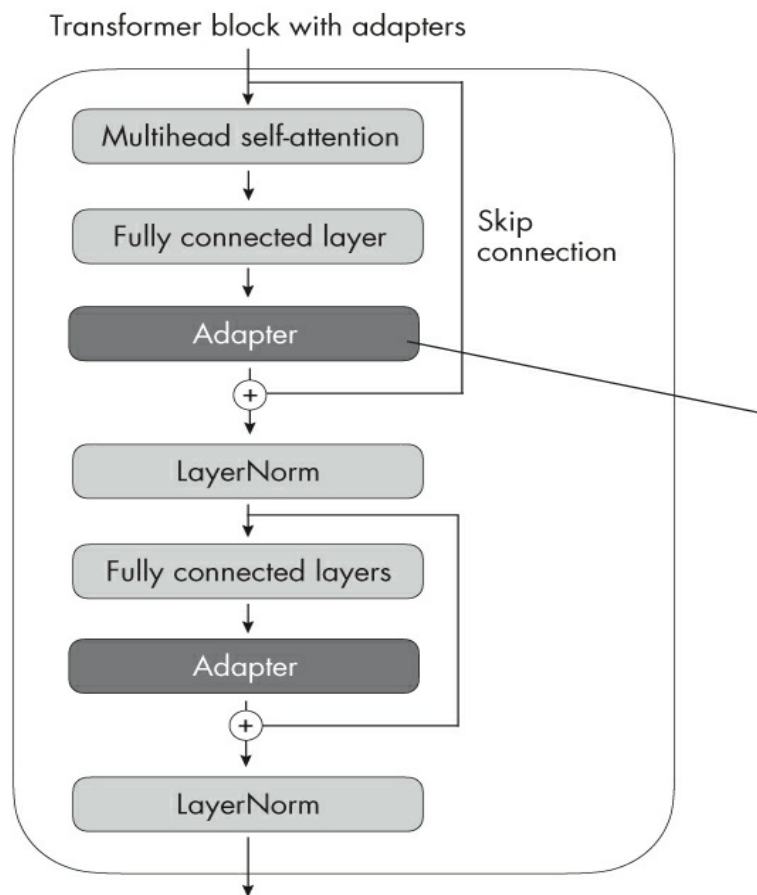 Transformer block with adapters
Multihead self-attention
Fully connected layer
Skip
connection
Adapter
+
LayerNorm
Fully connected layers
Adapter
+
LayerNorm